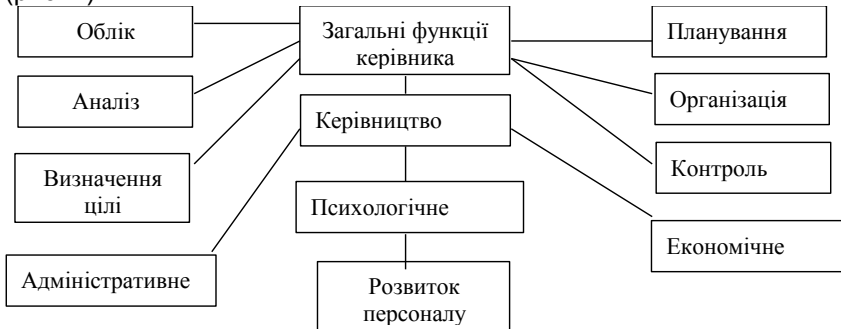 Облік
Загальні функції
керівника
Планування
Аналіз
Організація
Керівництво
Контроль
Визначення
цілі
Психологічне
Економічне
Адміністративне
Розвиток
персоналу